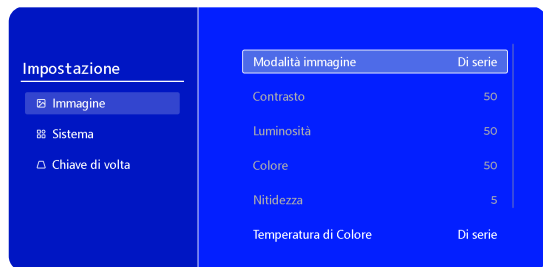 Impostazione
Immagine
Sistema
Chiave di volta
Modalità immagine Di serie
Contrasto 50
Luminosità 50
Colore 50
Nitidezza 5
Temperatura di Colore Di serie